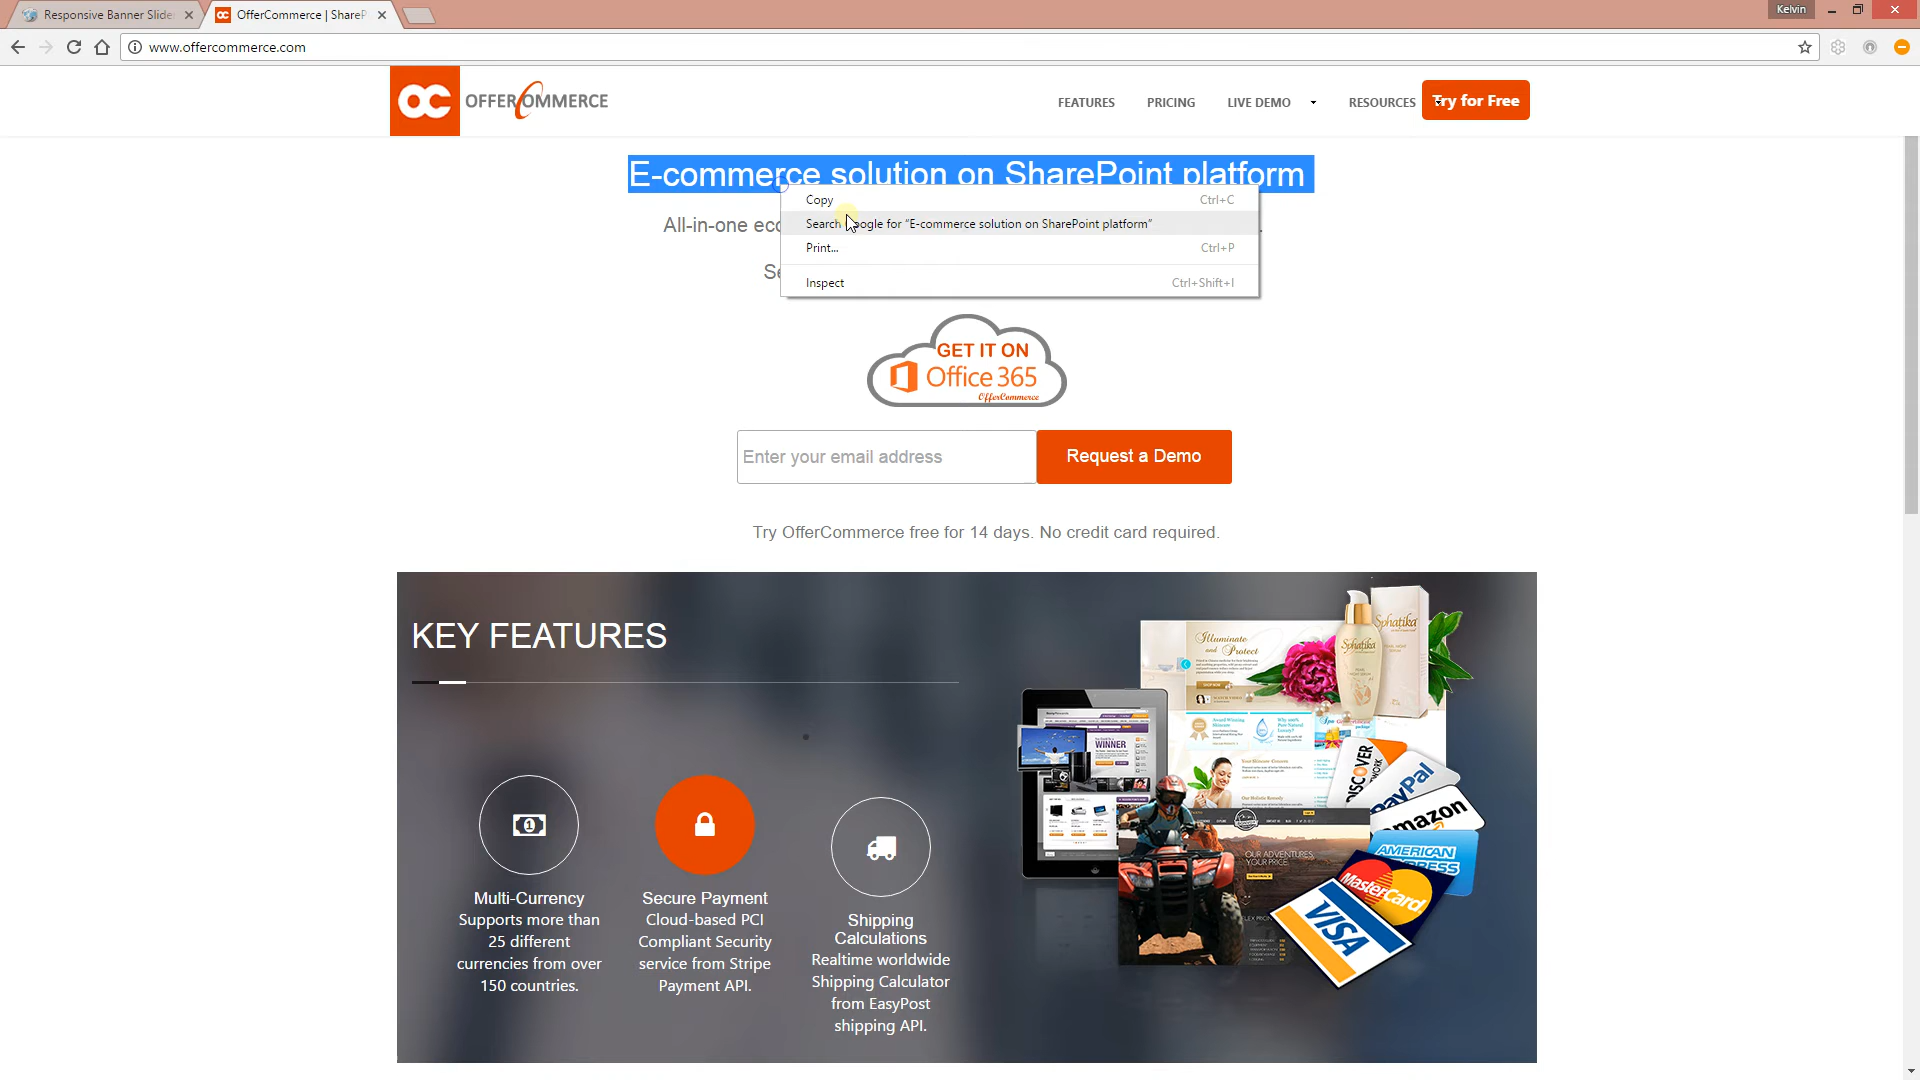 Responsive Banner Slide
OfferCommerce | ShareP
Kelvin
www.offercommerce.com
OC OFFERCOMMERCE
FEATURES PRICING LIVE DEMO RESOURCES Try for Free
E-commerce solution on SharePoint platform
All-in-one
Copy Ctrl+C
Search Google for "E-commerce solution on SharePoint platform"
Print... Ctrl+P
Inspect Ctrl+Shift+I
GET IT ON
Office 365
OfferCommerce
Enter your email address
Request a Demo
Try OfferCommerce free for 14 days. No credit card required.
KEY FEATURES
Multi-Currency
Supports more than
25 different
currencies from over
150 countries.
Secure Payment
Cloud-based PCI
Compliant Security
service from Stripe
Payment API.
Shipping
Calculations
Realtime worldwide
Shipping Calculator
from EasyPost
shipping API.
Illuminate
and Protect
Sphatika
Sphatika
WINNER
OUR ADVENTURES
YOUR PRICE
DISCOVER
PayPal
amazon
AMERICAN
EXPRESS
MasterCard
VISA